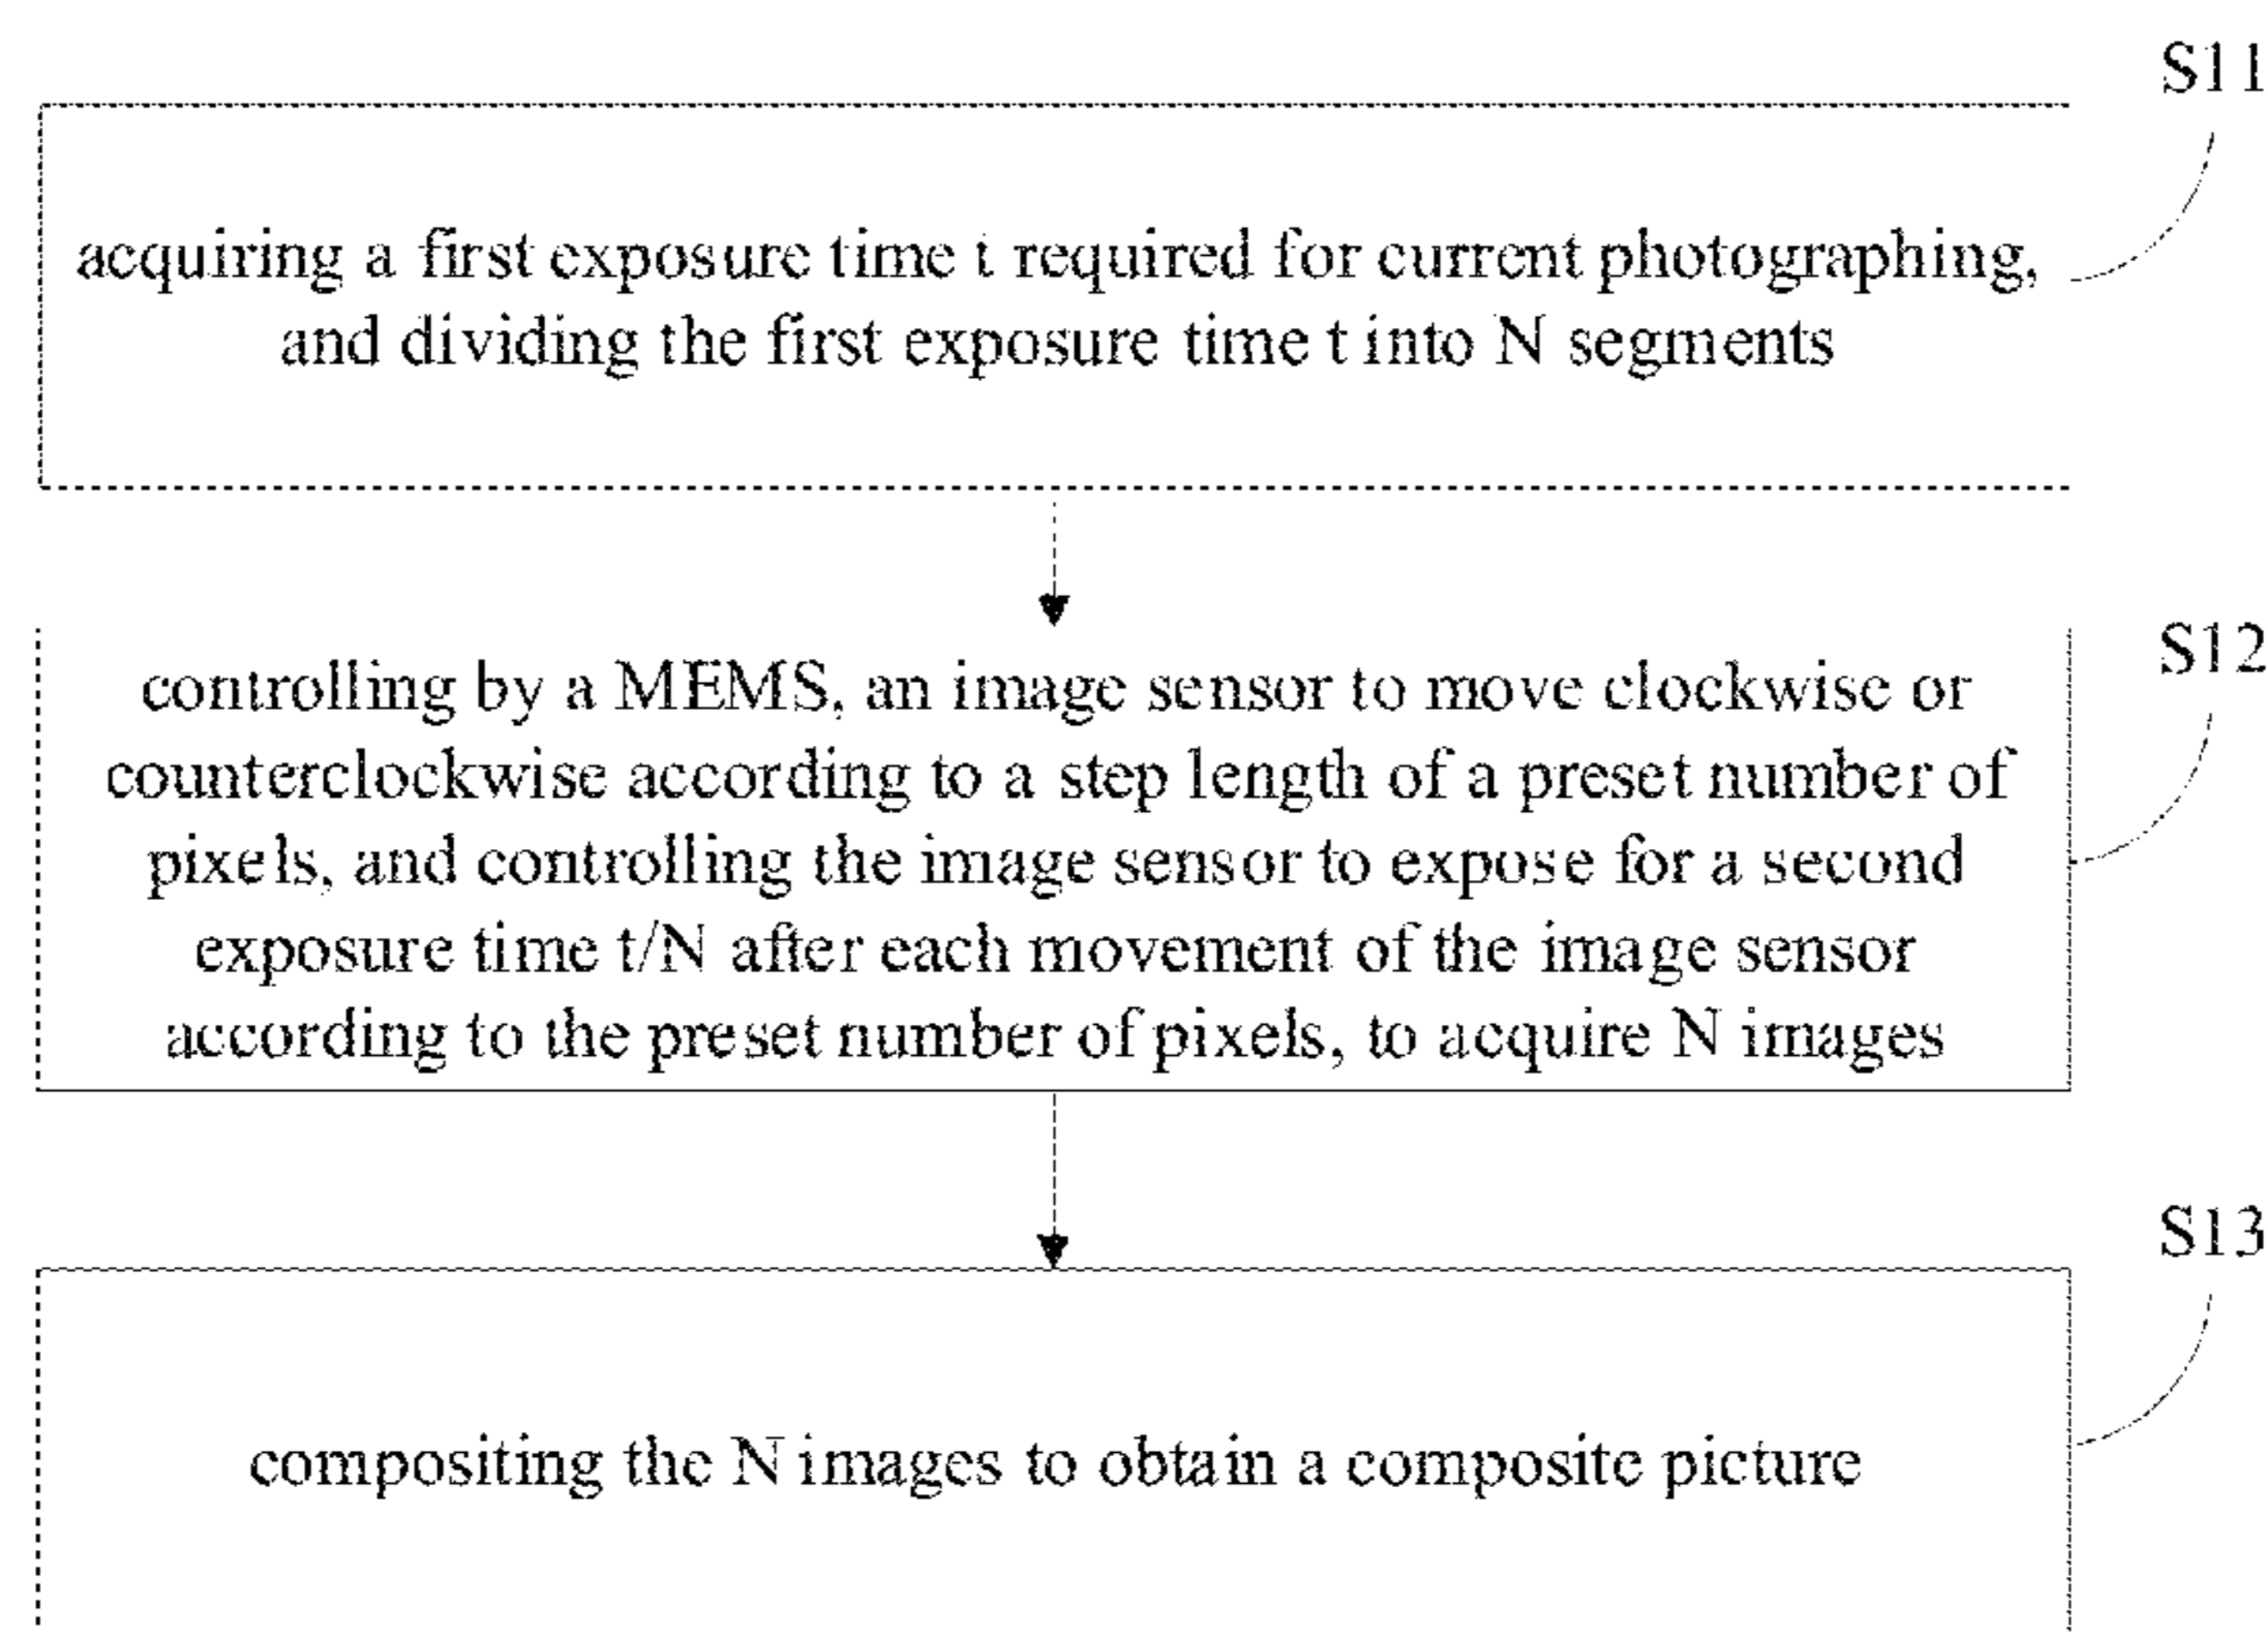 S11
acquiring a first exposure time t required for current photographing,
and dividing the first exposure time t into N segments
S12
controlling by a MEMS, an image sensor to move clockwise or
counterclockwise according to a step length of a preset number of
pixels, and controlling the image sensor to expose for a second
exposure time t/N after each movement of the image sensor
according to the preset number of pixels, to acquire N images
S13
compositing the N images to obtain a composite picture